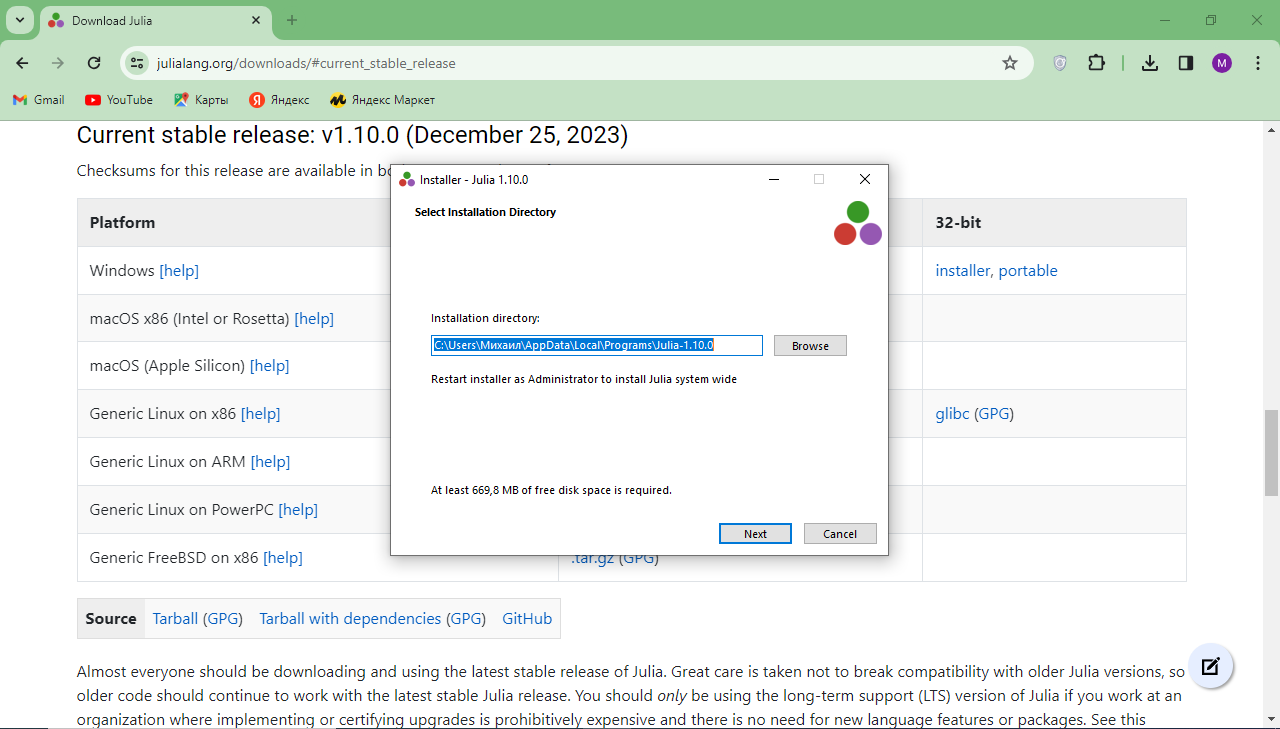 Download Julia
julialang.org/downloads/#current_stable_release
M
Gmail YouTube Карты Яндекс Яндекс Маркет
Current stable release: v1.10.0 (December 25, 2023)
Checksums for this release are available in
Installer - Julia 1.10.0
Select Installation Directory
Installation directory:
C:\Users\Михаил\AppData\Local\Programs\Julia-1.10.0
Browse
Restart installer as Administrator to install Julia system wide
At least 669,8 MB of free disk space is required.
Next Cancel
Platform 32-bit
Windows [help] installer, portable
macOS x86 (Intel or Rosetta) [help]
macOS (Apple Silicon) [help]
Generic Linux on x86 [help] glibc (GPG)
Generic Linux on ARM [help]
Generic Linux on PowerPC [help]
Generic FreeBSD on x86 [help] .tar.gz (GPG)
Source Tarball (GPG) Tarball with dependencies (GPG) GitHub
Almost everyone should be downloading and using the latest stable release of Julia. Great care is taken not to break compatibility with older Julia versions, so
older code should continue to work with the latest stable Julia release. You should only be using the long-term support (LTS) version of Julia if you work at an
organization where implementing or certifying upgrades is prohibitively expensive and there is no need for new language features or packages. See this